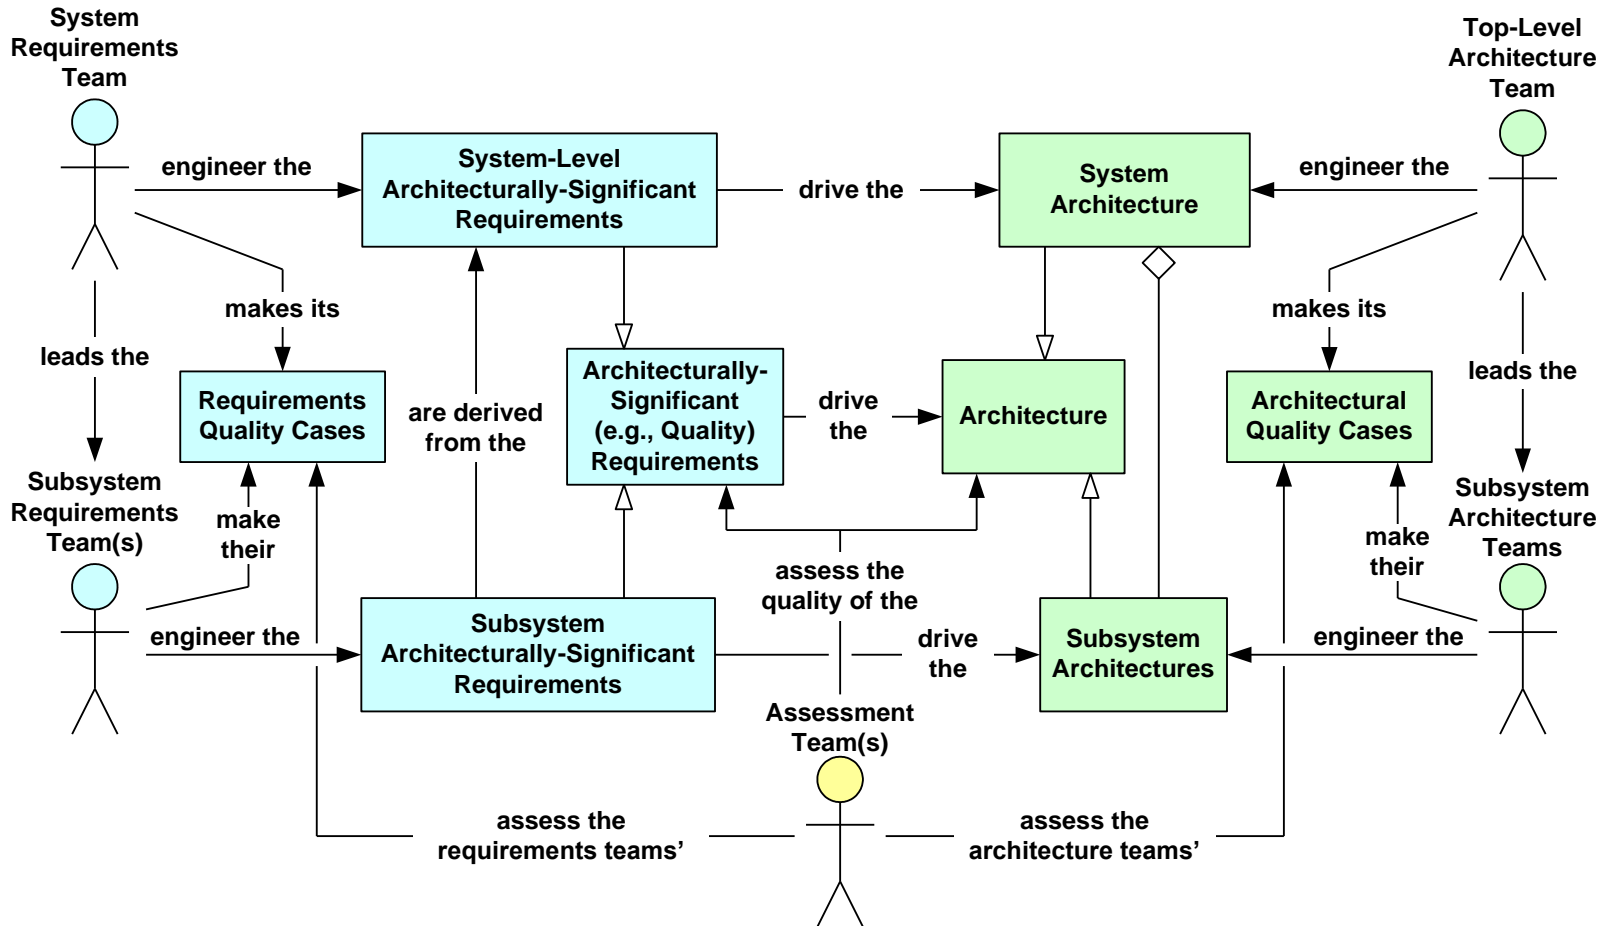 System
Requirements
Team
Top-Level
Architecture
Team
engineer the
System-Level
Architecturally-Significant
Requirements
drive the
System
Architecture
engineer the
makes its
makes its
leads the
leads the
Requirements
Quality Cases
are derived
from the
Architecturally-
Significant
(e.g., Quality)
Requirements
drive
the
Architecture
Architectural
Quality Cases
Subsystem
Requirements
Team(s)
make
their
assess the
quality of the
make
their
Subsystem
Architecture
Teams
engineer the
Subsystem
Architecturally-Significant
Requirements
drive
the
Subsystem
Architectures
engineer the
Assessment
Team(s)
assess the
requirements teams’
assess the
architecture teams’